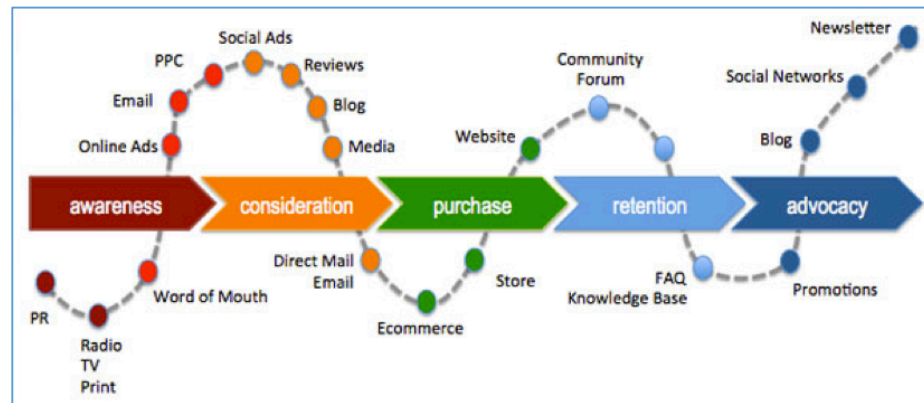 Newsletter
Social Ads
PPC
Reviews
Community
Forum
Social Networks
Email
Blog
Online Ads
Media
Website
Blog
awareness
consideration
purchase
retention
advocacy
PR
Word of Mouth
Direct Mail
Email
Store
FAQ
Knowledge Base
Promotions
Radio
TV
Print
Ecommerce